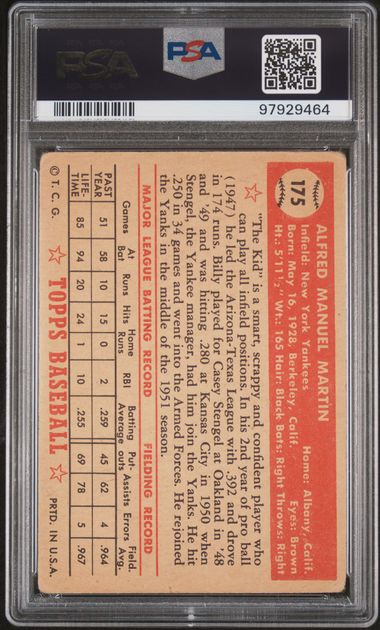 PSA
PSA
97929464
175
ALFRED MANUEL MARTIN
Infield: New York Yankees Home: Albany, Calif.
Born: May 16, 1928, Berkeley, Calif. Eyes: Brown
Ht.: 5'11½" Wt.: 165 Hair: Black Bats: Right Throws: Right
"The Kid" is a smart, scrappy and confident player who
can play all infield positions. In his 2nd year of pro ball
(1947) he led the Arizona-Texas League with .392 and drove
in 174 runs. Billy played for Casey Stengel at Oakland in '48
and '49 and was hitting .280 at Kansas City in 1950 when
Stengel, the Yankee manager, had him join the Yanks. He hit
.250 in 34 games and went into the Armed Forces. He rejoined
the Yanks in the middle of the 1951 season.
MAJOR LEAGUE BATTING RECORD FIELDING RECORD
Games At Bat Runs Hits Home Runs RBI Batting Average Put-outs Assists Errors Field. Avg.
PAST YEAR 51 58 10 15 0 2 .259 45 62 4 .964
LIFE-TIME 85 94 20 24 1 10 .255 69 78 5 .967
© T. C. G. TOPPS BASEBALL PRTD. IN U.S.A.